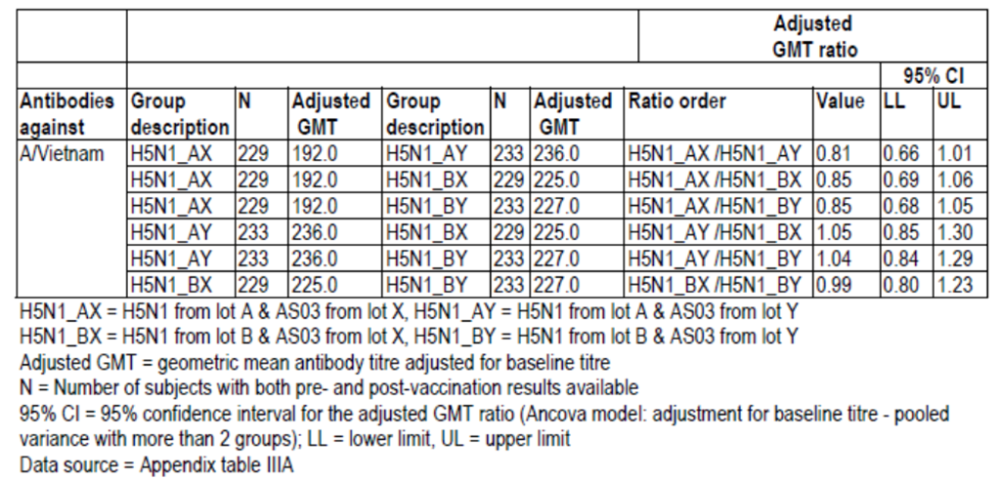 Adjusted
GMT ratio
95% CI
Antibodies against Group description N Adjusted GMT Group description N Adjusted GMT Ratio order Value LL UL
A/Vietnam H5N1_AX 229 192.0 H5N1_AY 233 236.0 H5N1_AX /H5N1_AY 0.81 0.66 1.01
H5N1_AX 229 192.0 H5N1_BX 229 225.0 H5N1_AX /H5N1_BX 0.85 0.69 1.06
H5N1_AX 229 192.0 H5N1_BY 233 227.0 H5N1_AX /H5N1_BY 0.85 0.68 1.05
H5N1_AY 233 236.0 H5N1_BX 229 225.0 H5N1_AY /H5N1_BX 1.05 0.85 1.30
H5N1_AY 233 236.0 H5N1_BY 233 227.0 H5N1_AY /H5N1_BY 1.04 0.84 1.29
H5N1_BX 229 225.0 H5N1_BY 233 227.0 H5N1_BX /H5N1_BY 0.99 0.80 1.23
H5N1_AX = H5N1 from lot A & AS03 from lot X, H5N1_AY = H5N1 from lot A & AS03 from lot Y
H5N1_BX = H5N1 from lot B & AS03 from lot X, H5N1_BY = H5N1 from lot B & AS03 from lot Y
Adjusted GMT = geometric mean antibody titre adjusted for baseline titre
N = Number of subjects with both pre- and post-vaccination results available
95% CI = 95% confidence interval for the adjusted GMT ratio (Ancova model: adjustment for baseline titre - pooled
variance with more than 2 groups); LL = lower limit, UL = upper limit
Data source = Appendix table IIIA